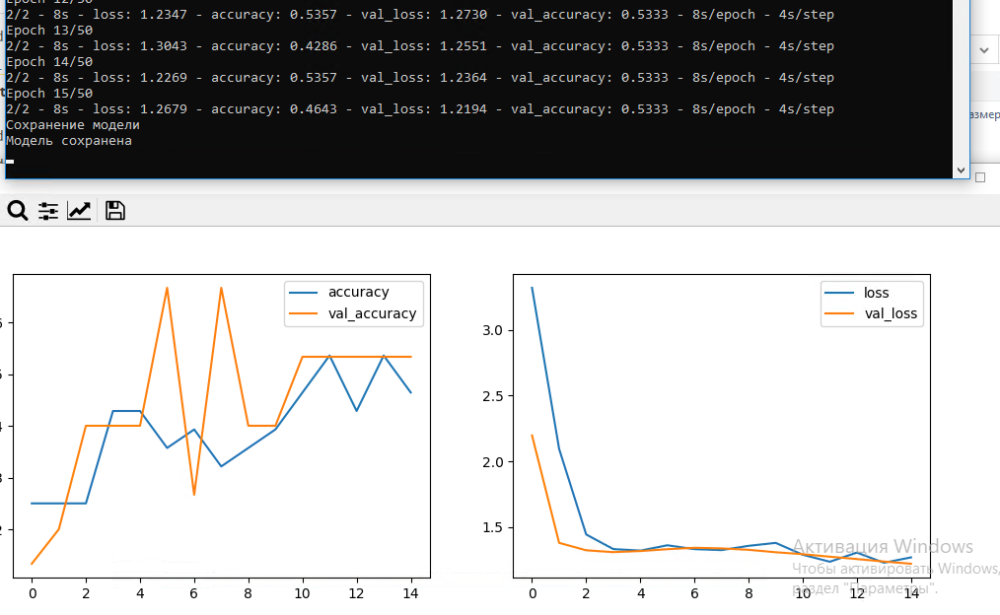 Epoch 12/50
2/2 - 8s - loss: 1.2347 - accuracy: 0.5357 - val_loss: 1.2730 - val_accuracy: 0.5333 - 8s/epoch - 4s/step
Epoch 13/50
2/2 - 8s - loss: 1.3043 - accuracy: 0.4286 - val_loss: 1.2551 - val_accuracy: 0.5333 - 8s/epoch - 4s/step
Epoch 14/50
2/2 - 8s - loss: 1.2269 - accuracy: 0.5357 - val_loss: 1.2364 - val_accuracy: 0.5333 - 8s/epoch - 4s/step
Epoch 15/50
2/2 - 8s - loss: 1.2679 - accuracy: 0.4643 - val_loss: 1.2194 - val_accuracy: 0.5333 - 8s/epoch - 4s/step
Сохранение модели
Модель сохранена
азмер
accuracy
val_accuracy
0 2 4 6 8 10 12 14
loss
val_loss
3.0
2.5
2.0
1.5
0 2 4 6 8 10 12 14
Активация Windows
Чтобы активировать Windows,
раздел "Параметры".